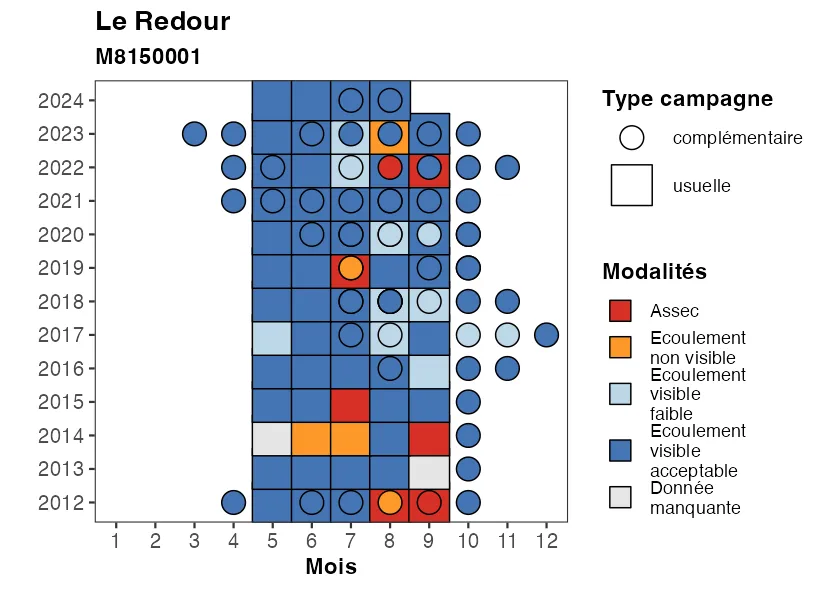 Le Redour
M8150001
2024
2023
2022
2021
2020
2019
2018
2017
2016
2015
2014
2013
2012
1 2 3 4 5 6 7 8 9 10 11 12
Mois
Type campagne
complémentaire
usuelle
Modalités
Assec
Ecoulement
non visible
Ecoulement
visible
faible
Ecoulement
visible
acceptable
Donnée
manquante